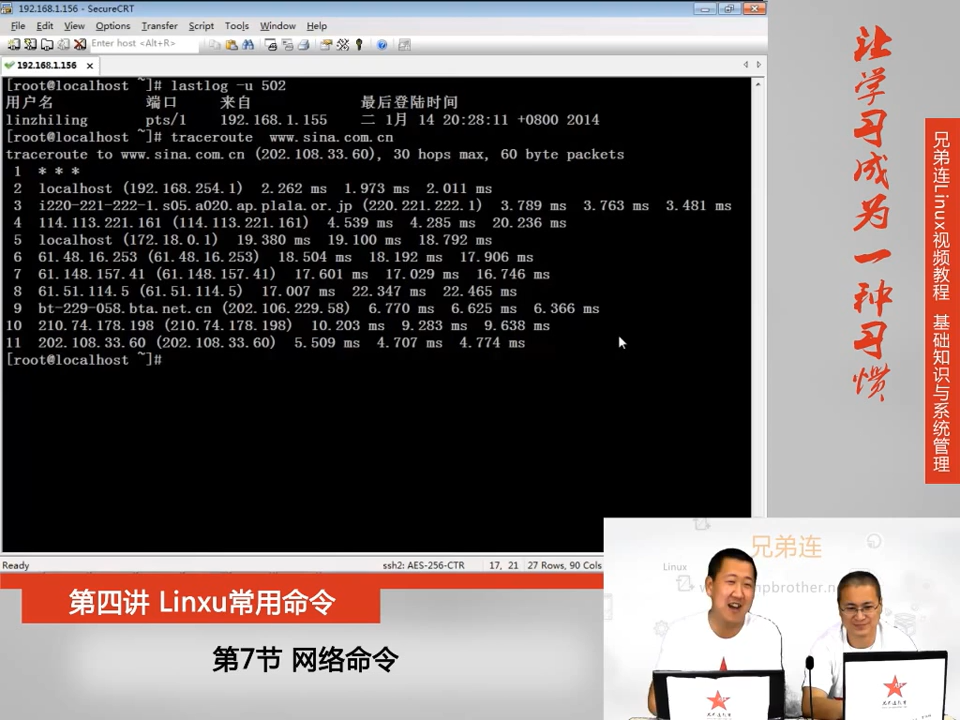 192.168.1.156 - SecureCRT
File Edit View Options Transfer Script Tools Window Help
Enter host <Alt+R>
192.168.1.156
[root@localhost ~]# lastlog -u 502
用户名 端口 来自 最后登陆时间
linzhiling pts/1 192.168.1.155 二 1月 14 20:28:11 +0800 2014
[root@localhost ~]# traceroute www.sina.com.cn
traceroute to www.sina.com.cn (202.108.33.60), 30 hops max, 60 byte packets
1 * * *
2 localhost (192.168.254.1) 2.262 ms 1.973 ms 2.011 ms
3 i220-221-222-1.s05.a020.ap.plala.or.jp (220.221.222.1) 3.789 ms 3.763 ms 3.481 ms
4 114.113.221.161 (114.113.221.161) 4.539 ms 4.285 ms 20.236 ms
5 localhost (172.18.0.1) 19.380 ms 19.100 ms 18.792 ms
6 61.48.16.253 (61.48.16.253) 18.504 ms 18.192 ms 17.906 ms
7 61.148.157.41 (61.148.157.41) 17.601 ms 17.029 ms 16.746 ms
8 61.51.114.5 (61.51.114.5) 17.007 ms 22.347 ms 22.465 ms
9 bt-229-058.bta.net.cn (202.106.229.58) 6.770 ms 6.625 ms 6.366 ms
10 210.74.178.198 (210.74.178.198) 10.203 ms 9.283 ms 9.638 ms
11 202.108.33.60 (202.108.33.60) 5.509 ms 4.707 ms 4.774 ms
[root@localhost ~]#
Ready ssh2: AES-256-CTR 17, 21 27 Rows, 90 Cols
让学习成为一种习惯
兄弟连Linux视频教程 基础知识与系统管理
兄弟连
Linux
第四讲 Linxu常用命令
第7节 网络命令